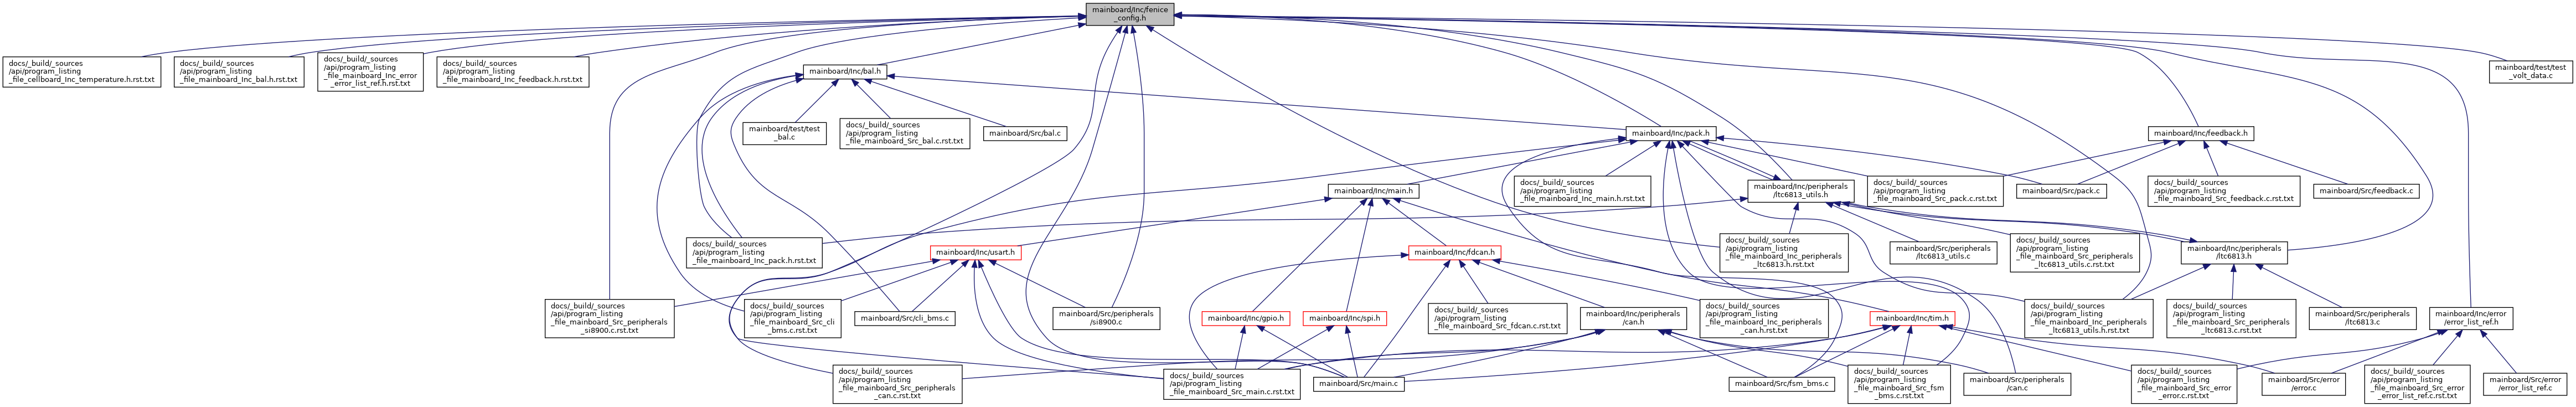 mainboard/Inc/fenice
_config.h
docs/_build/_sources
/api/program_listing
_file_cellboard_Inc_temperature.h.rst.txt
docs/_build/_sources
/api/program_listing
_file_mainboard_Inc_bal.h.rst.txt
docs/_build/_sources
/api/program_listing
_file_mainboard_Inc_error
_error_list_ref.h.rst.txt
docs/_build/_sources
/api/program_listing
_file_mainboard_Inc_feedback.h.rst.txt
mainboard/Inc/bal.h
mainboard/test/test
_volt_data.c
mainboard/test/test
_bal.c
docs/_build/_sources
/api/program_listing
_file_mainboard_Src_bal.c.rst.txt
mainboard/Src/bal.c
mainboard/Inc/pack.h
mainboard/Inc/feedback.h
mainboard/Inc/main.h
docs/_build/_sources
/api/program_listing
_file_mainboard_Inc_main.h.rst.txt
mainboard/Inc/peripherals
/ltc6813_utils.h
docs/_build/_sources
/api/program_listing
_file_mainboard_Src_pack.c.rst.txt
mainboard/Src/pack.c
docs/_build/_sources
/api/program_listing
_file_mainboard_Src_feedback.c.rst.txt
mainboard/Src/feedback.c
docs/_build/_sources
/api/program_listing
_file_mainboard_Inc_pack.h.rst.txt
mainboard/Inc/usart.h
mainboard/Inc/fdcan.h
docs/_build/_sources
/api/program_listing
_file_mainboard_Inc_peripherals
_ltc6813.h.rst.txt
mainboard/Src/peripherals
/ltc6813_utils.c
docs/_build/_sources
/api/program_listing
_file_mainboard_Src_peripherals
_ltc6813_utils.c.rst.txt
mainboard/Inc/peripherals
/ltc6813.h
docs/_build/_sources
/api/program_listing
_file_mainboard_Src_peripherals
_si8900.c.rst.txt
docs/_build/_sources
/api/program_listing
_file_mainboard_Src_cli
_bms.c.rst.txt
mainboard/Src/cli_bms.c
mainboard/Src/peripherals
/si8900.c
mainboard/Inc/gpio.h
mainboard/Inc/spi.h
docs/_build/_sources
/api/program_listing
_file_mainboard_Src_fdcan.c.rst.txt
mainboard/Inc/peripherals
/can.h
docs/_build/_sources
/api/program_listing
_file_mainboard_Inc_peripherals
_can.h.rst.txt
mainboard/Inc/tim.h
docs/_build/_sources
/api/program_listing
_file_mainboard_Inc_peripherals
_ltc6813_utils.h.rst.txt
docs/_build/_sources
/api/program_listing
_file_mainboard_Src_peripherals
_ltc6813.c.rst.txt
mainboard/Src/peripherals
/ltc6813.c
mainboard/Inc/error
/error_list_ref.h
docs/_build/_sources
/api/program_listing
_file_mainboard_Src_peripherals
_can.c.rst.txt
docs/_build/_sources
/api/program_listing
_file_mainboard_Src_main.c.rst.txt
mainboard/Src/main.c
mainboard/Src/fsm_bms.c
docs/_build/_sources
/api/program_listing
_file_mainboard_Src_fsm
_bms.c.rst.txt
mainboard/Src/peripherals
/can.c
docs/_build/_sources
/api/program_listing
_file_mainboard_Src_error
_error.c.rst.txt
mainboard/Src/error
/error.c
docs/_build/_sources
/api/program_listing
_file_mainboard_Src_error
_error_list_ref.c.rst.txt
mainboard/Src/error
/error_list_ref.c